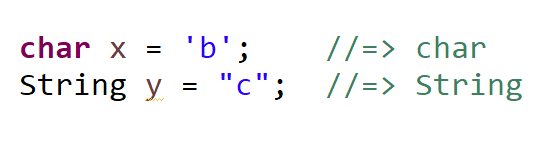 char x = 'b';    //=> char
String y = "c";  //=> String